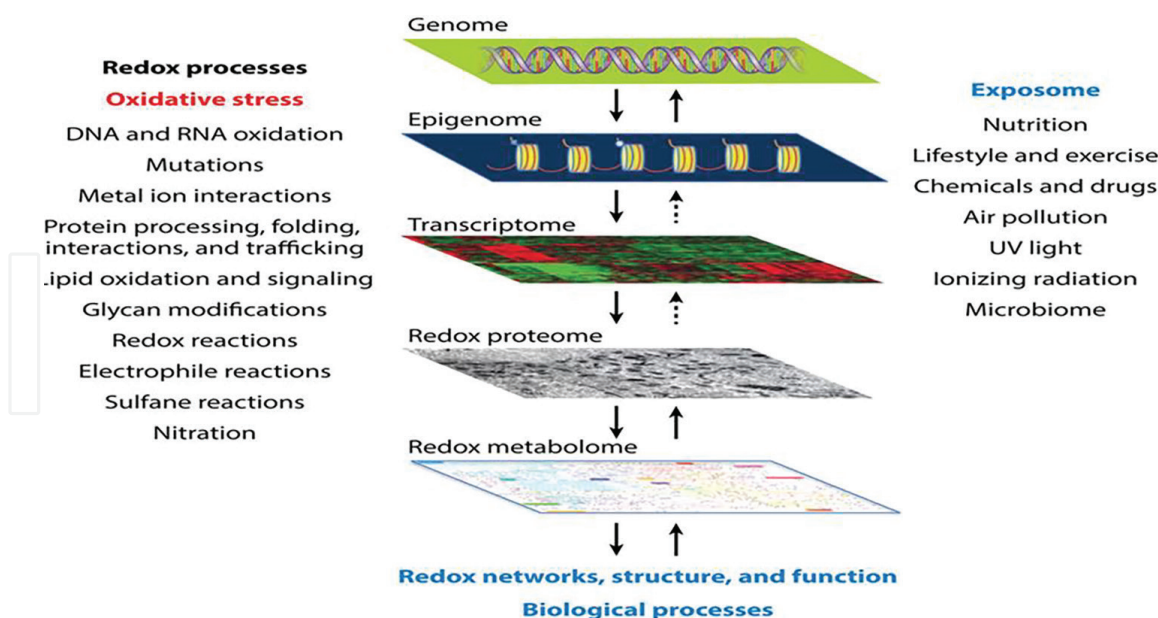 Genome
Redox processes
Oxidative stress
DNA and RNA oxidation
Mutations
Metal ion interactions
Protein processing, folding,
interactions, and trafficking
Lipid oxidation and signaling
Glycan modifications
Redox reactions
Electrophile reactions
Sulfane reactions
Nitration
Epigenome
Transcriptome
Redox proteome
Redox metabolome
Redox networks, structure, and function
Biological processes
Exposome
Nutrition
Lifestyle and exercise
Chemicals and drugs
Air pollution
UV light
Ionizing radiation
Microbiome